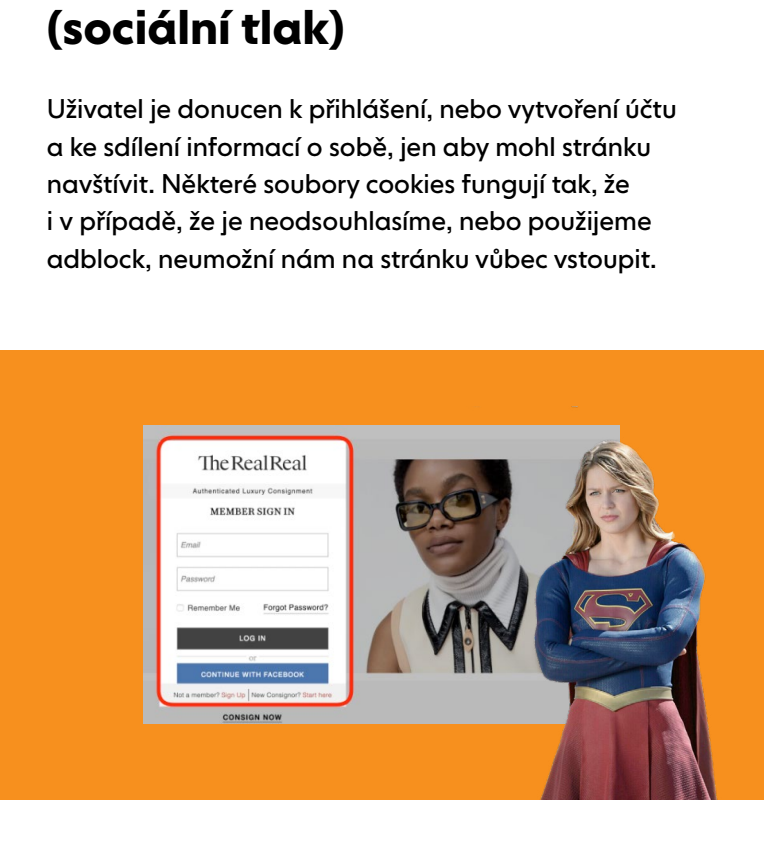 (sociální tlak)
Uživatel je donucen k přihlášení, nebo vytvoření účtu
a ke sdílení informací o sobě, jen aby mohl stránku
navštívit. Některé soubory cookies fungují tak, že
i v případě, že je neodsouhlasíme, nebo použijeme
adblock, neumožní nám na stránku vůbec vstoupit.
TheRealReal
Authenticated Luxury Consignment
MEMBER SIGN IN
Email
Password
Remember Me Forgot Password?
LOG IN
or
CONTINUE WITH FACEBOOK
Not a member? Sign Up | New Consignor? Start here
CONSIGN NOW
S